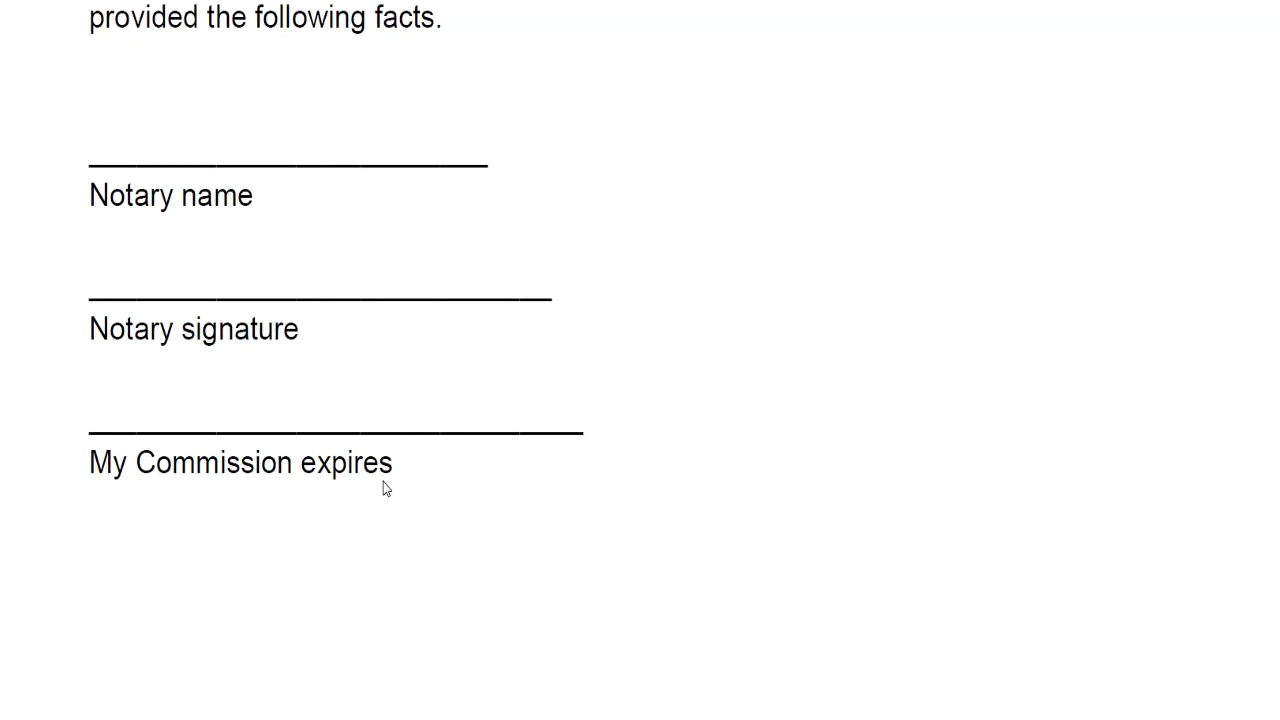 provided the following facts.
Notary name
Notary signature
My Commission expires